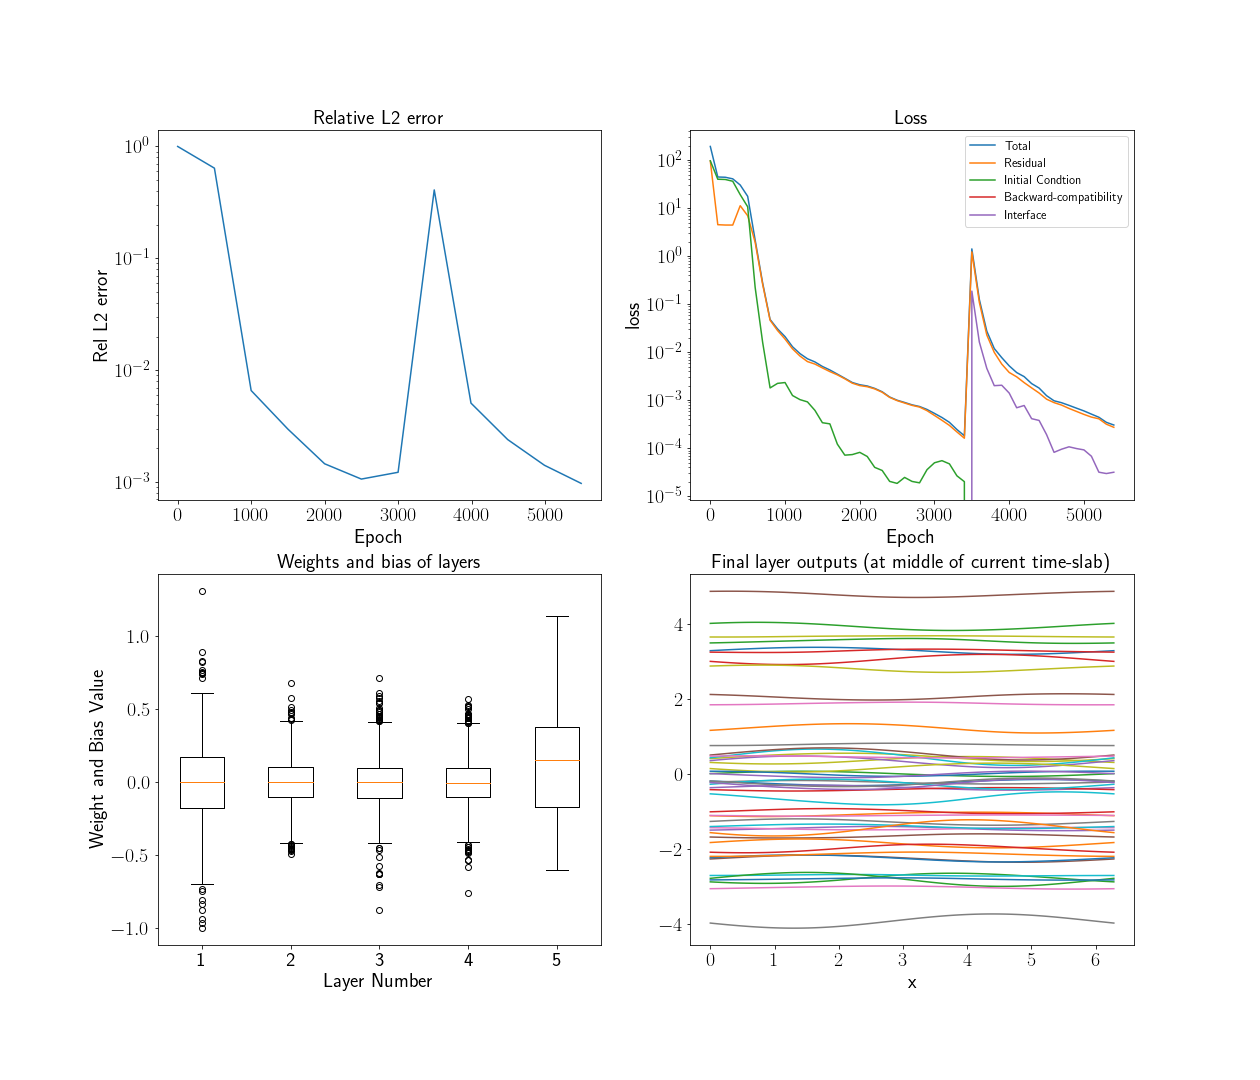 Relative L2 error
10^0
10^−1
10^−2
10^−3
Rel L2 error
0 1000 2000 3000 4000 5000
Epoch
Loss
10^2
10^1
10^0
10^−1
10^−2
10^−3
10^−4
10^−5
loss
Total
Residual
Initial Condtion
Backward-compatibility
Interface
0 1000 2000 3000 4000 5000
Epoch
Weights and bias of layers
1.0
0.5
0.0
−0.5
−1.0
Weight and Bias Value
1 2 3 4 5
Layer Number
Final layer outputs (at middle of current time-slab)
4
2
0
−2
−4
0 1 2 3 4 5 6
x